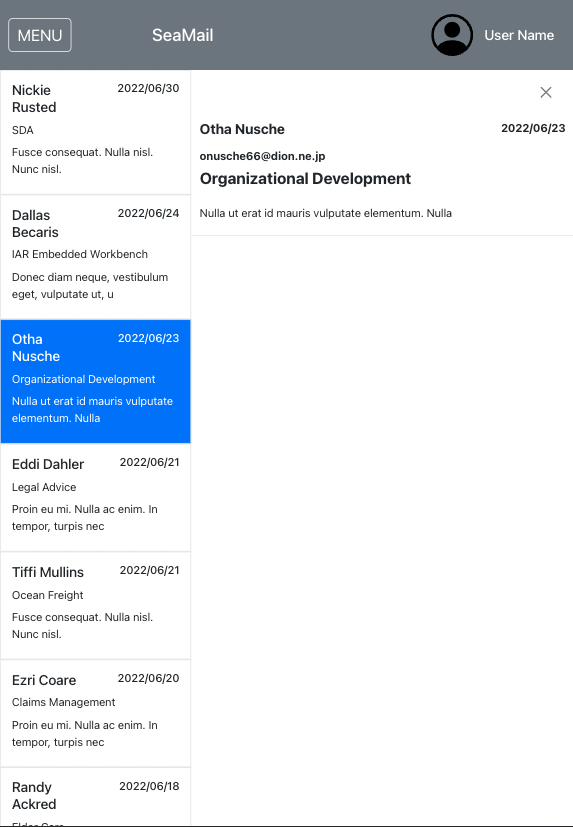 MENU
SeaMail
User Name
Nickie
Rusted
2022/06/30
SDA
Fusce consequat. Nulla nisl.
Nunc nisl.
Dallas
Becaris
2022/06/24
IAR Embedded Workbench
Donec diam neque, vestibulum
eget, vulputate ut, u
Otha
Nusche
2022/06/23
Organizational Development
Nulla ut erat id mauris vulputate
elementum. Nulla
Eddi Dahler
2022/06/21
Legal Advice
Proin eu mi. Nulla ac enim. In
tempor, turpis nec
Tiffi Mullins
2022/06/21
Ocean Freight
Fusce consequat. Nulla nisl.
Nunc nisl.
Ezri Coare
2022/06/20
Claims Management
Proin eu mi. Nulla ac enim. In
tempor, turpis nec
Randy
Ackred
2022/06/18
Elder Care
Otha Nusche
2022/06/23
onusche66@dion.ne.jp
Organizational Development
Nulla ut erat id mauris vulputate elementum. Nulla